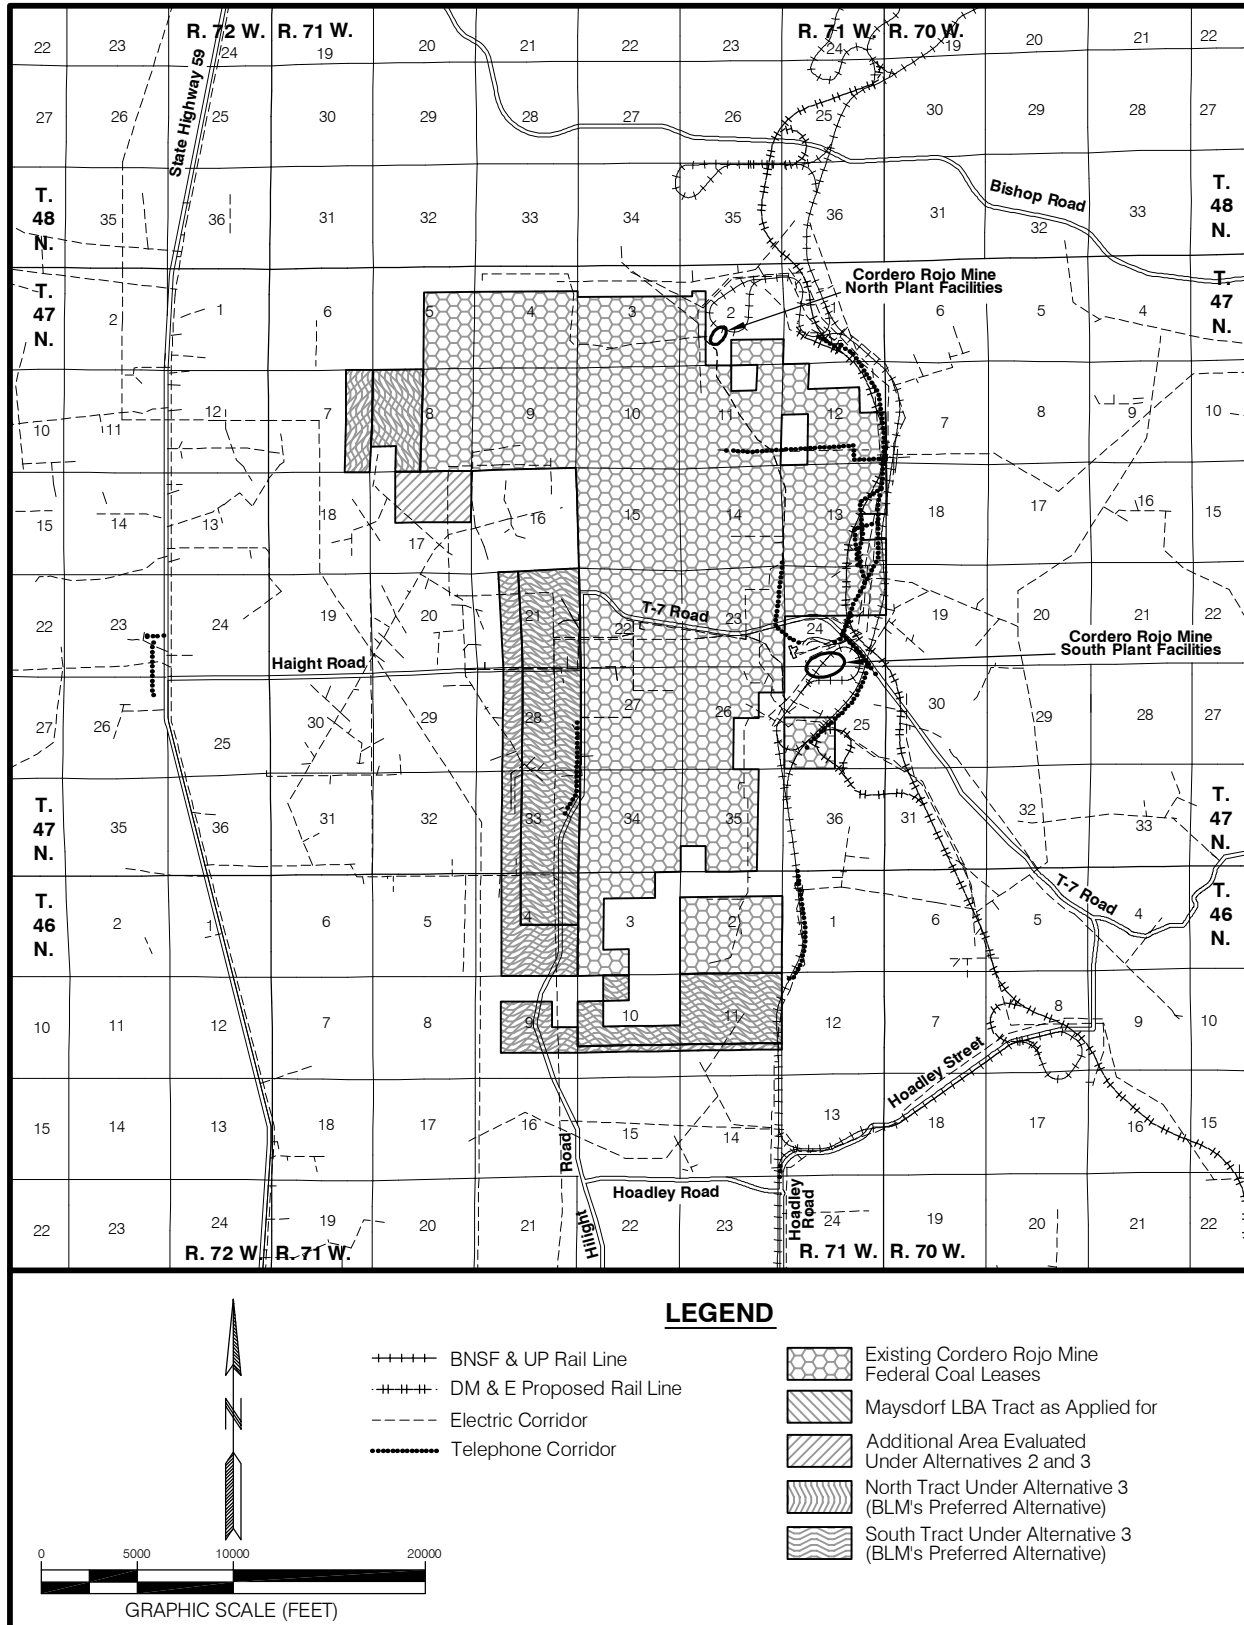 R. 72 W. R. 71 W. R. 71 W. R. 70 W.
22 23 24 19 20 21 22 23 24 19 20 21 22
State Highway 59
27 26 25 30 29 28 27 26 25 30 29 28 27
Bishop Road
T. 48 N.
35 36 31 32 33 34 35 36 31 32 33
T. 48 N.
Cordero Rojo Mine
North Plant Facilities
T. 47 N.
2 1 6 5 4 3 2 1 6 5 4
T. 47 N.
10 11 12 7 8 9 10 11 12 7 8 9 10
15 14 13 18 17 16 15 14 13 18 17 16 15
T-7 Road
22 23 24 19 20 21 22 23 24 19 20 21 22
Cordero Rojo Mine
South Plant Facilities
Haight Road
27 26 25 30 29 28 27 26 25 30 29 28 27
T. 47 N.
35 36 31 32 33 34 35 36 31 32 33
T. 47 N.
T-7 Road
T. 46 N.
2 1 6 5 4 3 2 1 6 5 4
T. 46 N.
10 11 12 7 8 9 10 11 12 7 8 9 10
Hoadley Street
15 14 13 18 17 16 15 14 13 18 17 16 15
Hilight Road
Hoadley Road
Hoadley Road
22 23 24 19 20 21 22 23 24 19 20 21 22
R. 72 W. R. 71 W. R. 71 W. R. 70 W.
LEGEND
BNSF & UP Rail Line
DM & E Proposed Rail Line
Electric Corridor
Telephone Corridor
Existing Cordero Rojo Mine
Federal Coal Leases
Maysdorf LBA Tract as Applied for
Additional Area Evaluated
Under Alternatives 2 and 3
North Tract Under Alternative 3
(BLM's Preferred Alternative)
South Tract Under Alternative 3
(BLM's Preferred Alternative)
N
0 5000 10000 20000
GRAPHIC SCALE (FEET)